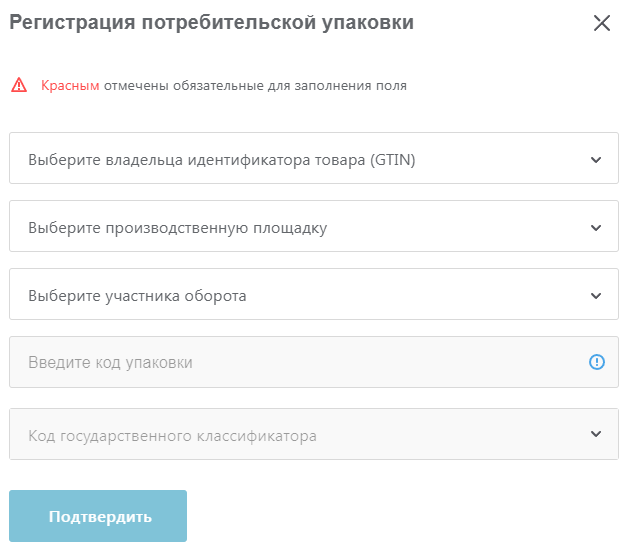 Регистрация потребительской упаковки
Красным отмечены обязательные для заполнения поля
Выберите владельца идентификатора товара (GTIN)
Выберите производственную площадку
Выберите участника оборота
Введите код упаковки
Код государственного классификатора
Подтвердить